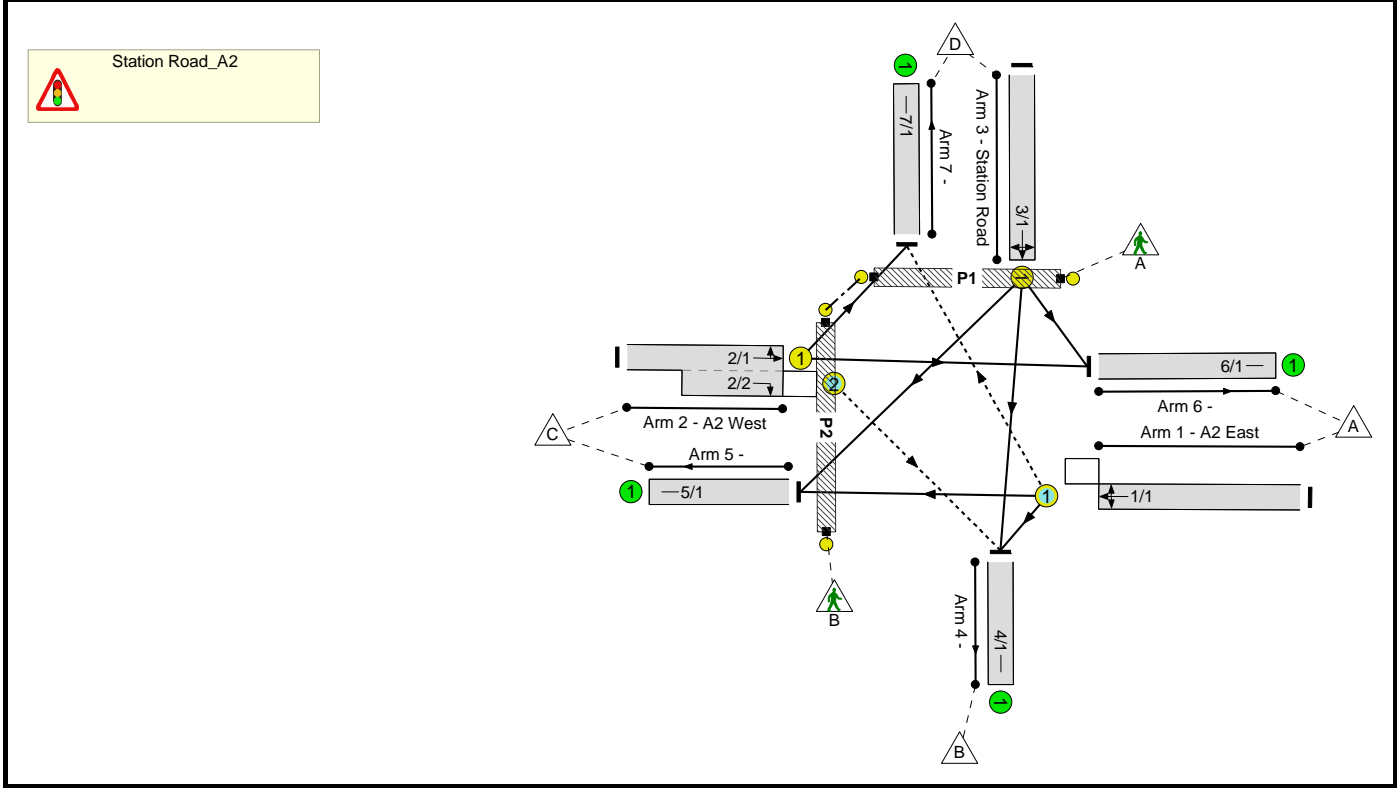 Station Road_A2
D
1
7/1
Arm 7 -
Arm 3 - Station Road
3/1
A
P1
1
2/1
1
2/2
2
6/1
1
Arm 2 - A2 West
P2
Arm 6 -
C
A
Arm 5 -
Arm 1 - A2 East
1
5/1
1
1/1
Arm 4 -
4/1
B
1
B